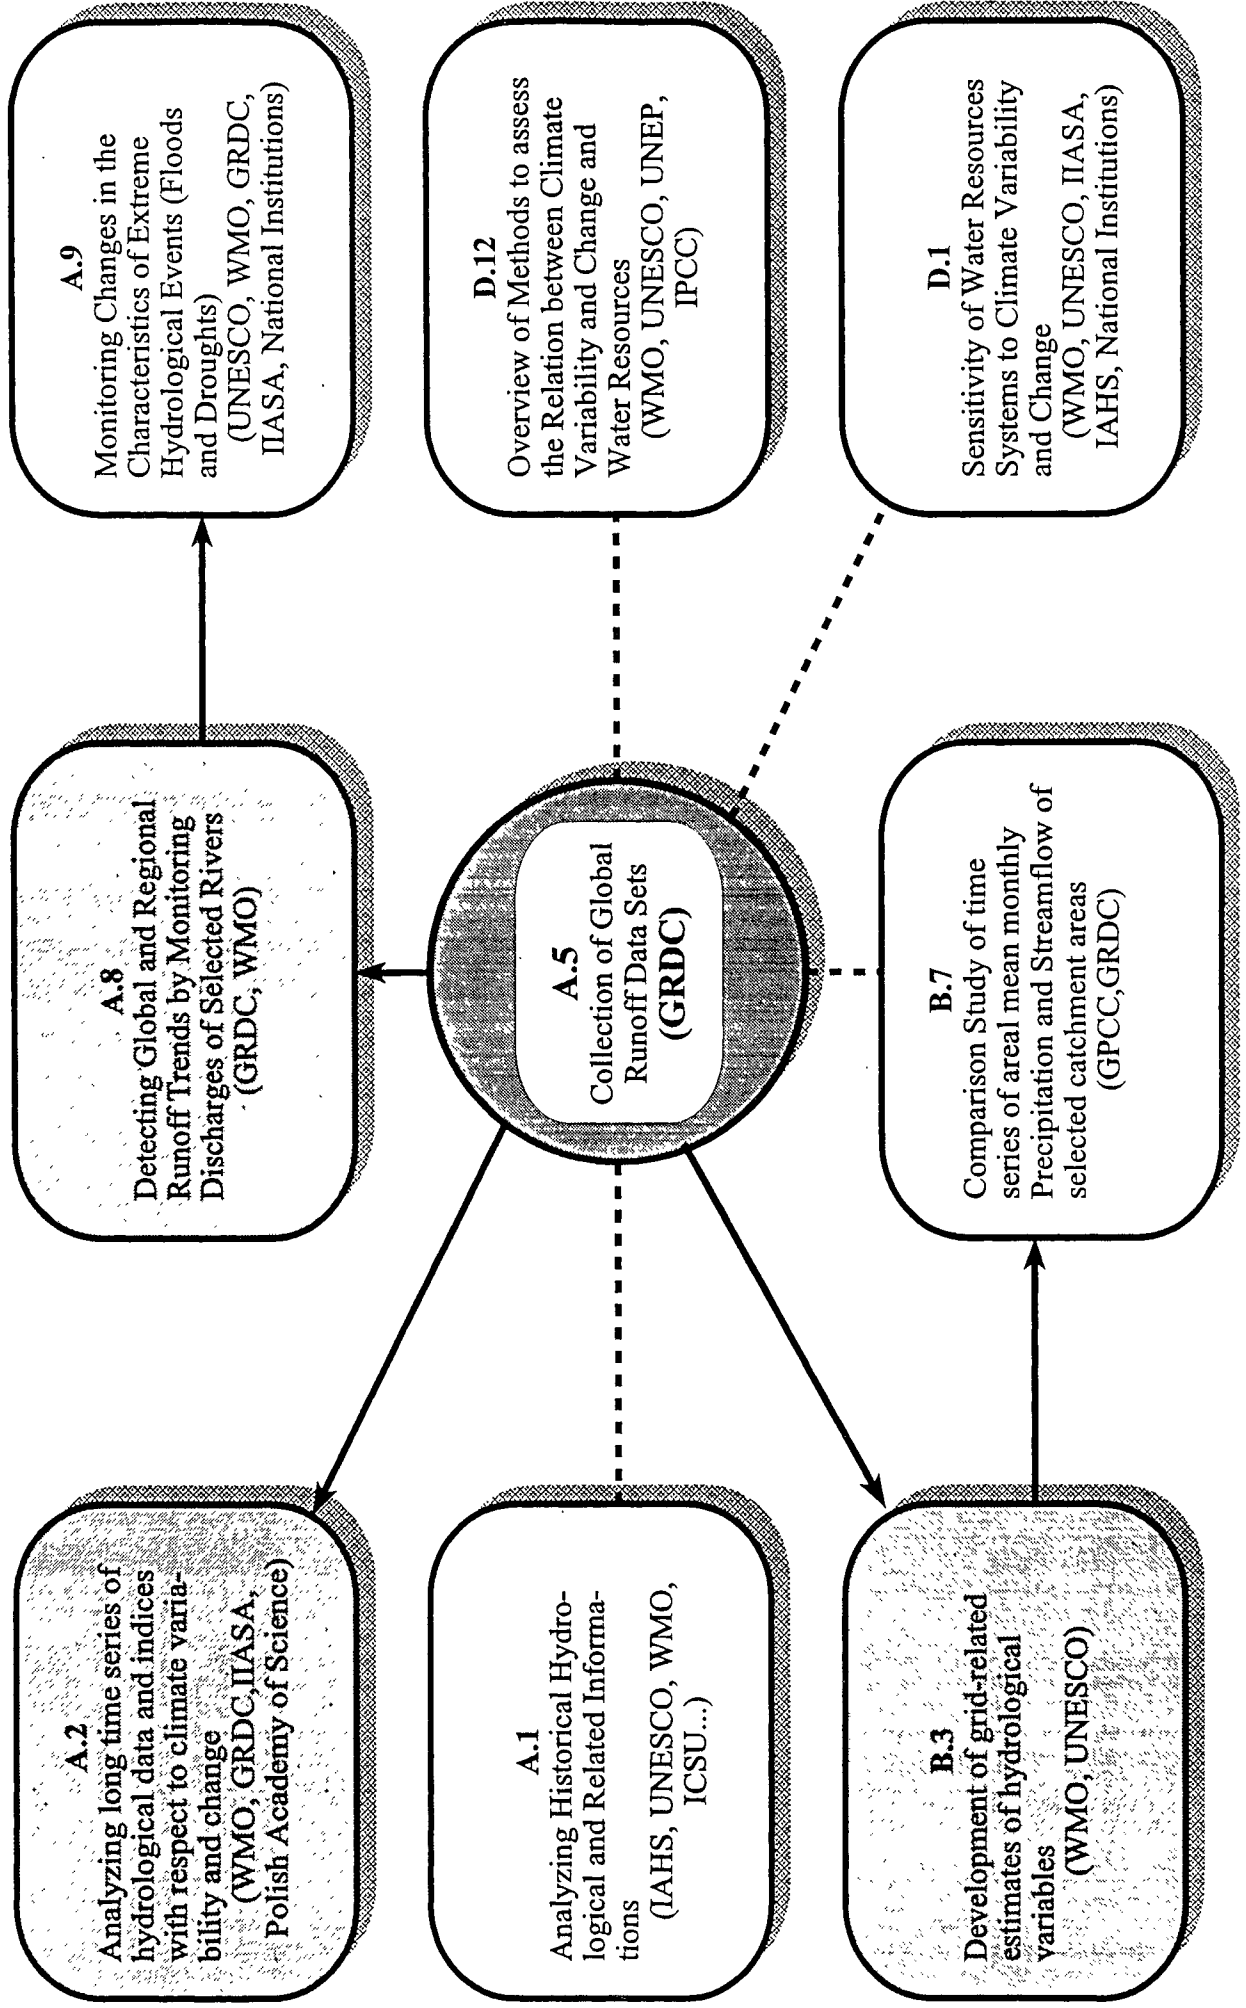 A.2
Analyzing long time series of
hydrological data and indices
with respect to climate varia-
bility and change
(WMO, GRDC,IIASA,
Polish Academy of Science)
A.8
Detecting Global and Regional
Runoff Trends by Monitoring
Discharges of Selected Rivers
(GRDC, WMO)
A.9
Monitoring Changes in the
Characteristics of Extreme
Hydrological Events (Floods
and Droughts)
(UNESCO, WMO, GRDC,
IIASA, National Institutions)
A.1
Analyzing Historical Hydro-
logical and Related Informa-
tions
(IAHS, UNESCO, WMO,
ICSU...)
A.5
Collection of Global
Runoff Data Sets
(GRDC)
D.12
Overview of Methods to assess
the Relation between Climate
Variability and Change and
Water Resources
(WMO, UNESCO, UNEP,
IPCC)
B.3
Development of grid-related
estimates of hydrological
variables
(WMO, UNESCO)
B.7
Comparison Study of time
series of areal mean monthly
Precipitation and Streamflow of
selected catchment areas
(GPCC,GRDC)
D.1
Sensitivity of Water Resources
Systems to Climate Variability
and Change
(WMO, UNESCO, IIASA,
IAHS, National Institutions)